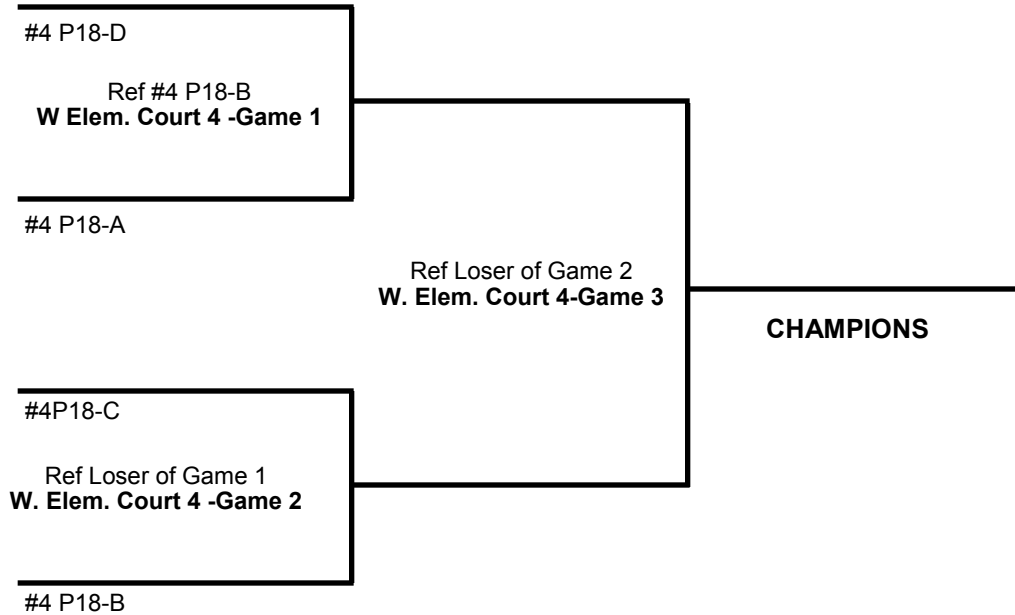 #4 P18-D
Ref #4 P18-B
W Elem. Court 4 -Game 1
#4 P18-A
Ref Loser of Game 2
W. Elem. Court 4-Game 3
CHAMPIONS
#4P18-C
Ref Loser of Game 1
W. Elem. Court 4 -Game 2
#4 P18-B